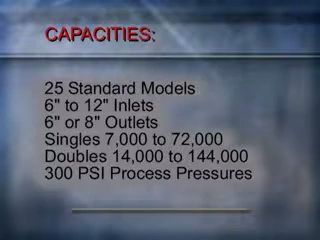 CAPACITIES:
25 Standard Models
6" to 12" Inlets
6" or 8" Outlets
Singles 7,000 to 72,000
Doubles 14,000 to 144,000
300 PSI Process Pressures